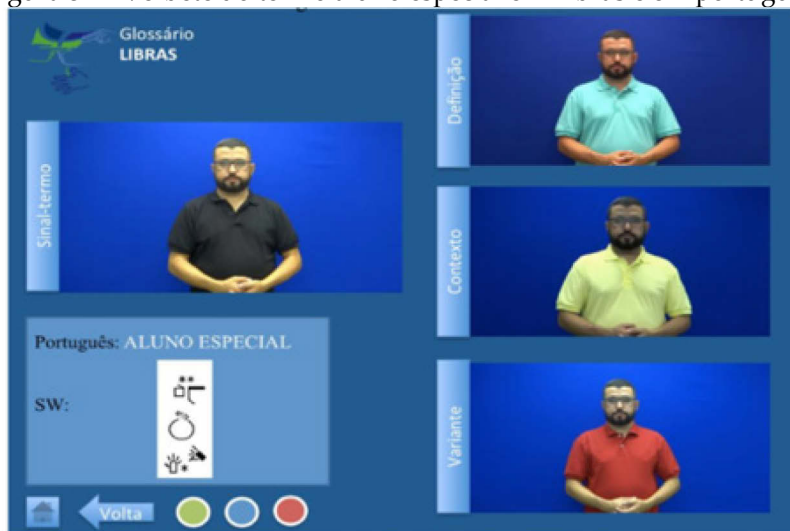 Glossário
LIBRAS
Sinal-termo
Definição
Contexto
Variante
Português: ALUNO ESPECIAL
SW:
Volta